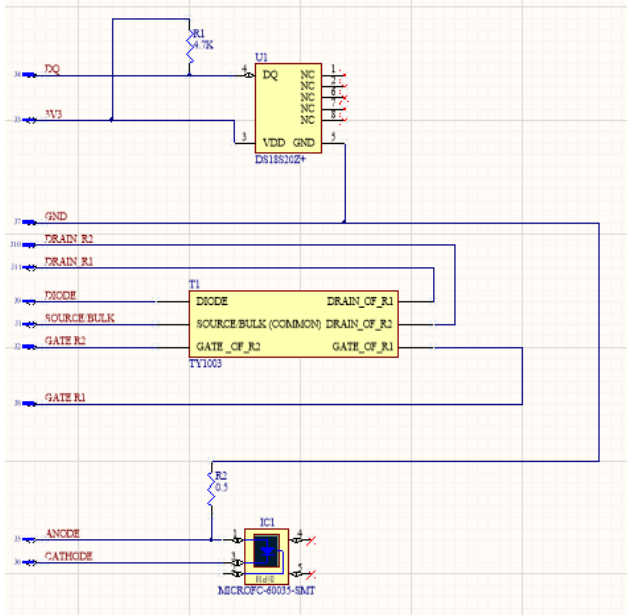 R1
4.7K
U1
DQ
4
DQ
NC
1
NC
2
NC
6
3V3
NC
7
NC
8
3
VDD
GND
5
DS18S20Z+
GND
DRAIN_R2
DRAIN_R1
T1
DIODE
DIODE
DRAIN_OF_R1
SOURCE/BULK
SOURCE/BULK (COMMON)
DRAIN_OF_R2
GATE R2
GATE _OF_R2
GATE_OF_R1
TY1003
GATE R1
R2
0.5
IC1
ANODE
1
4
CATHODE
3
5
MICROFC-60035-SMT